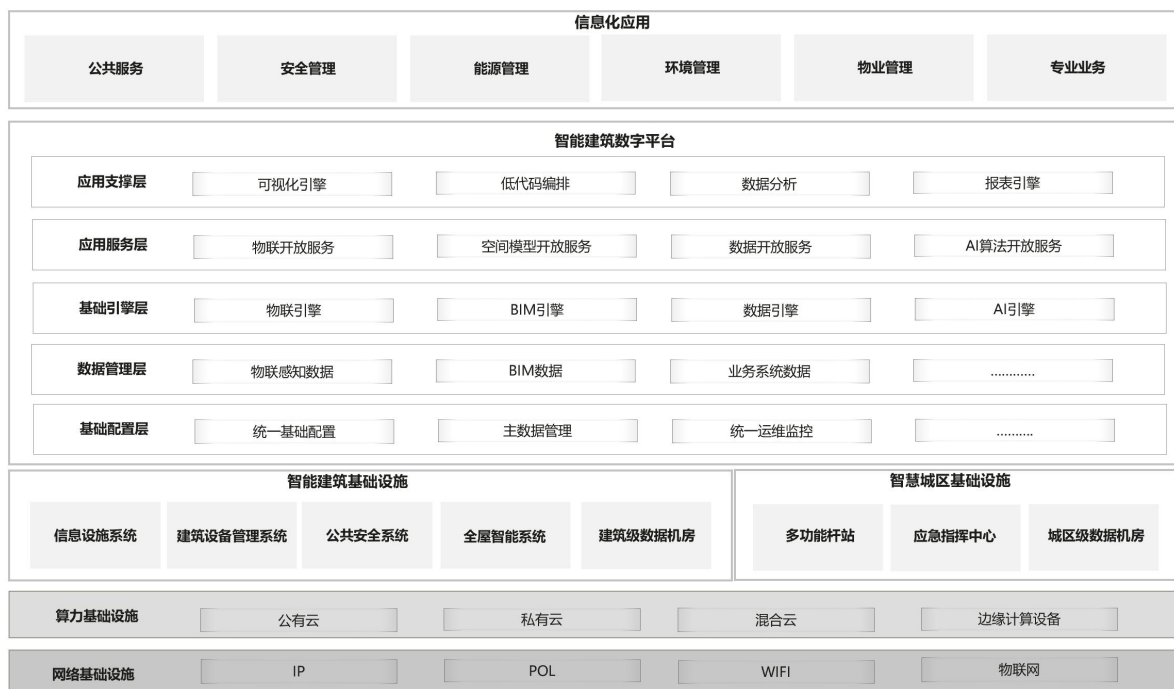 信息化应用
公共服务 安全管理 能源管理 环境管理 物业管理 专业业务
智能建筑数字平台
应用支撑层 可视化引擎 低代码编排 数据分析 报表引擎
应用服务层 物联开放服务 空间模型开放服务 数据开放服务 AI算法开放服务
基础引擎层 物联引擎 BIM引擎 数据引擎 AI引擎
数据管理层 物联感知数据 BIM数据 业务系统数据 ............
基础配置层 统一基础配置 主数据管理 统一运维监控 ..........
智能建筑基础设施
信息设施系统 建筑设备管理系统 公共安全系统 全屋智能系统 建筑级数据机房
智慧城区基础设施
多功能杆站 应急指挥中心 城区级数据机房
算力基础设施 公有云 私有云 混合云 边缘计算设备
网络基础设施 IP POL WIFI 物联网